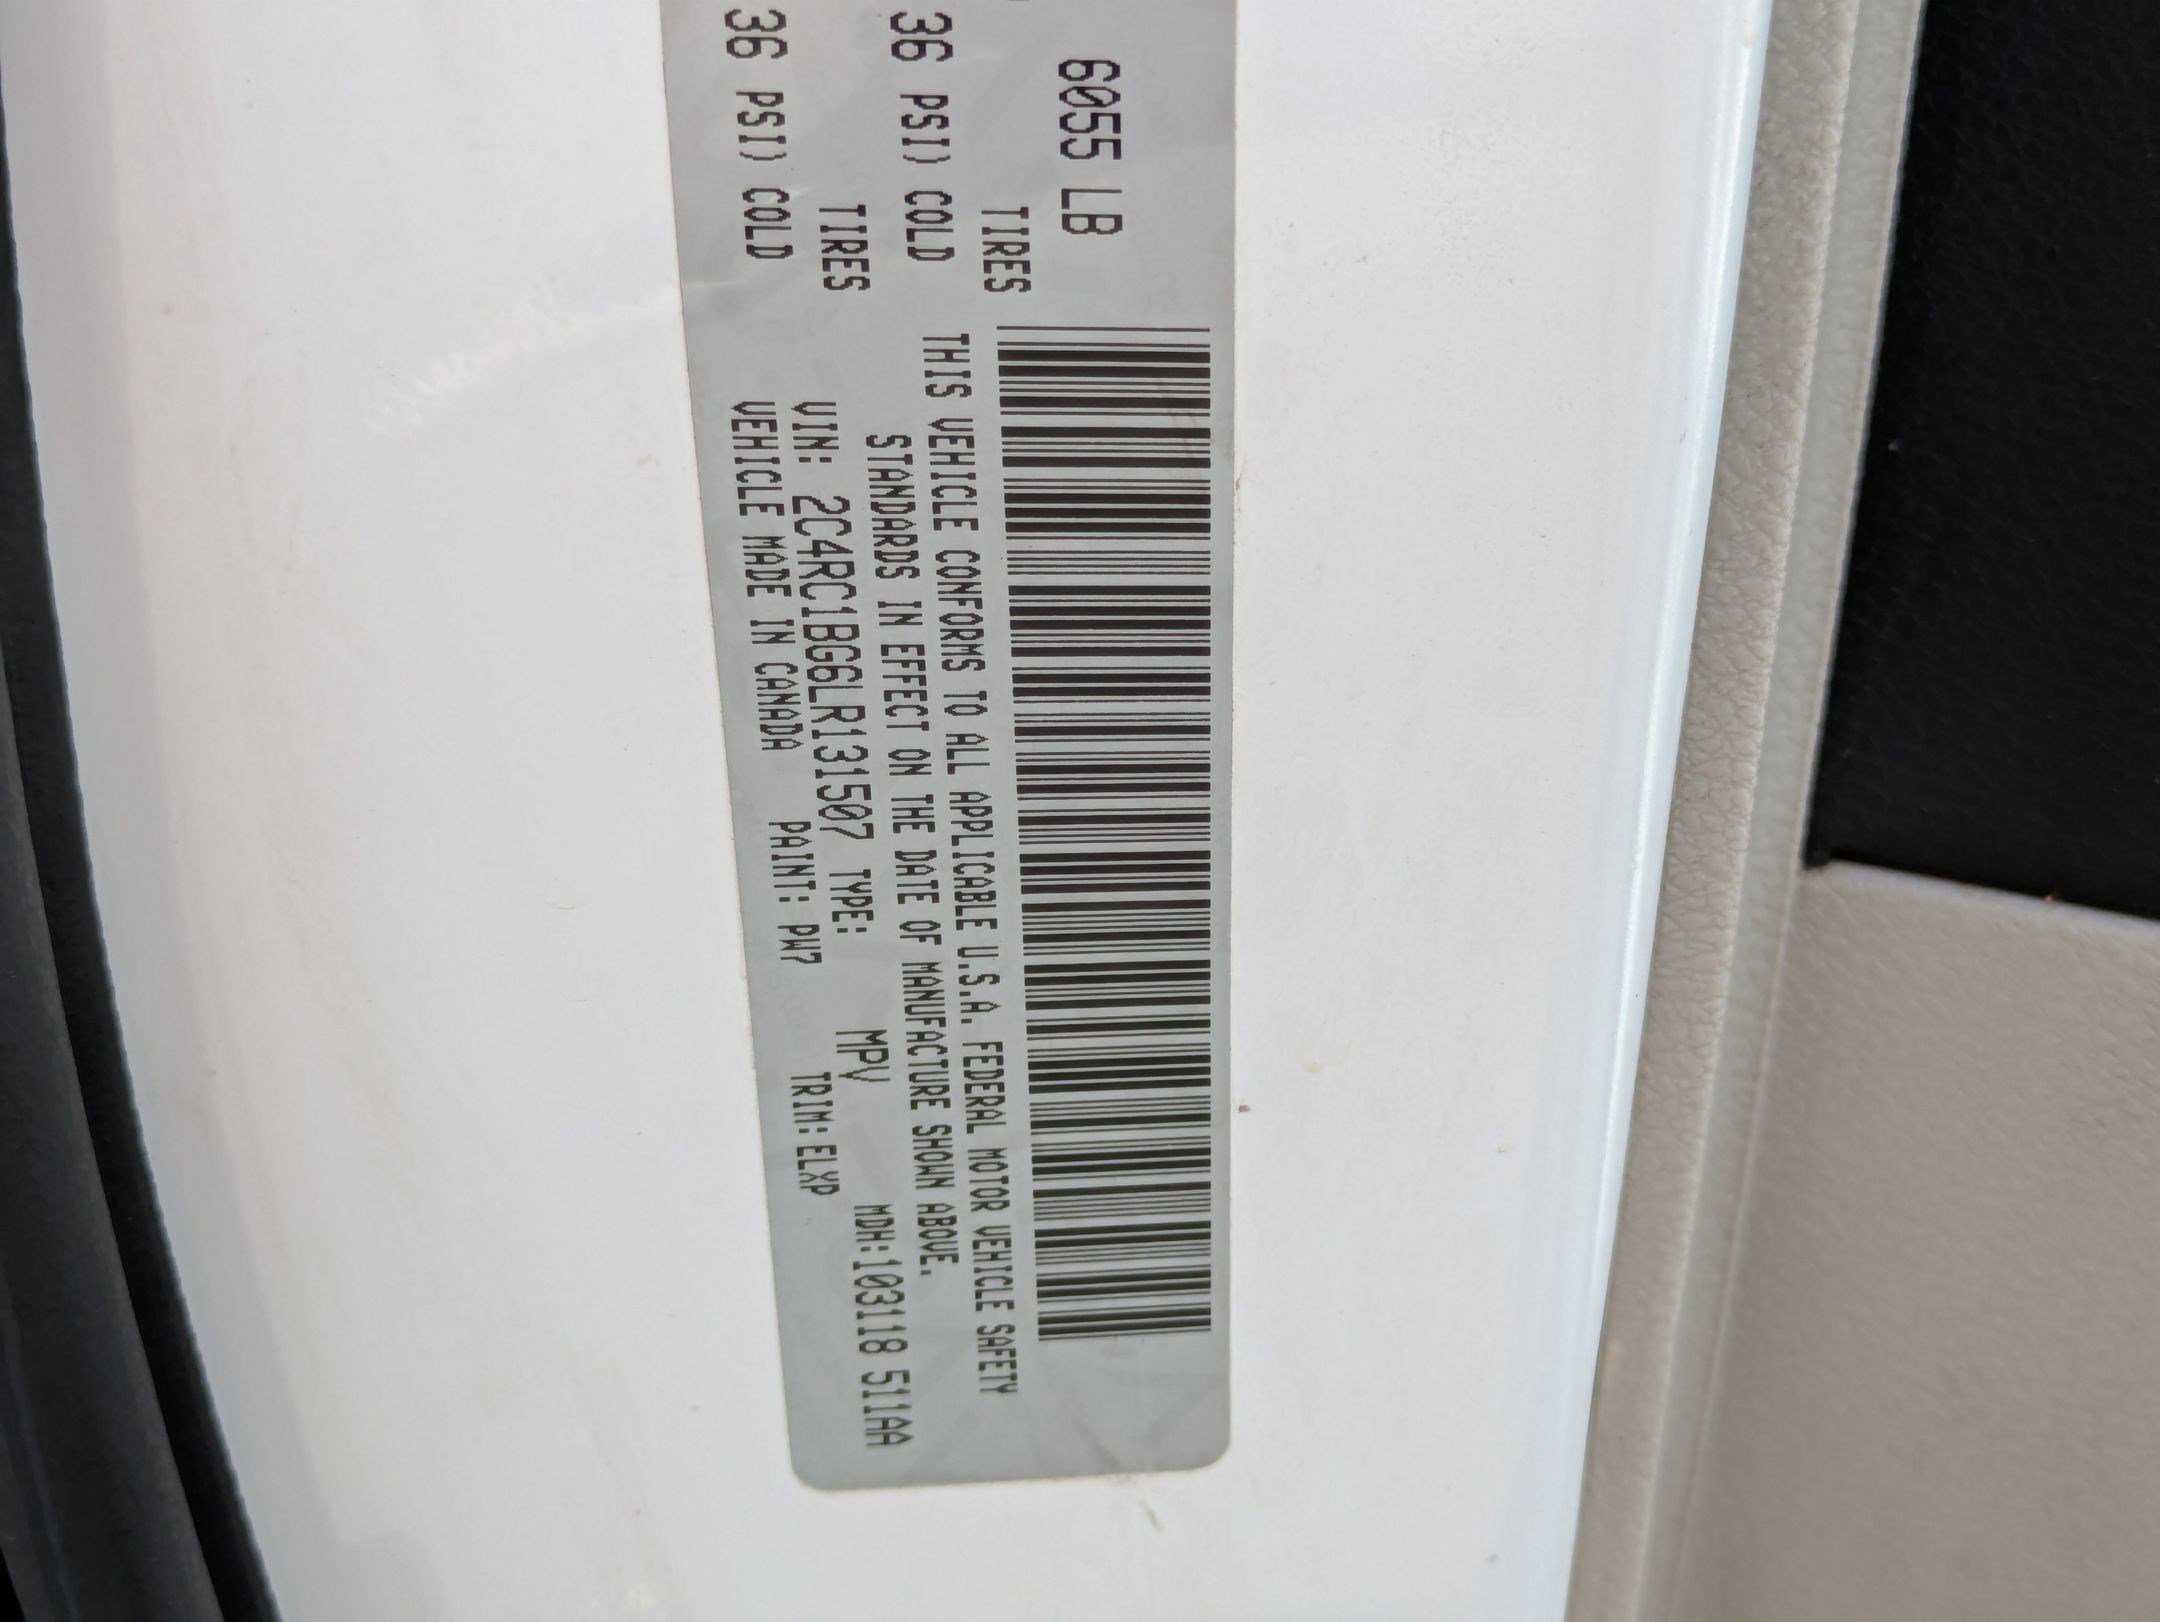 6055 LB
TIRES
36 PSI) COLD
TIRES
36 PSI) COLD
THIS VEHICLE CONFORMS TO ALL APPLICABLE U.S.A. FEDERAL MOTOR VEHICLE SAFETY
STANDARDS IN EFFECT ON THE DATE OF MANUFACTURE SHOWN ABOVE.
VIN: 2C4RC1BG6LR131507 TYPE: MPV MDH:103118 511AA
VEHICLE MADE IN CANADA PAINT: PW7 TRIM:ELXP